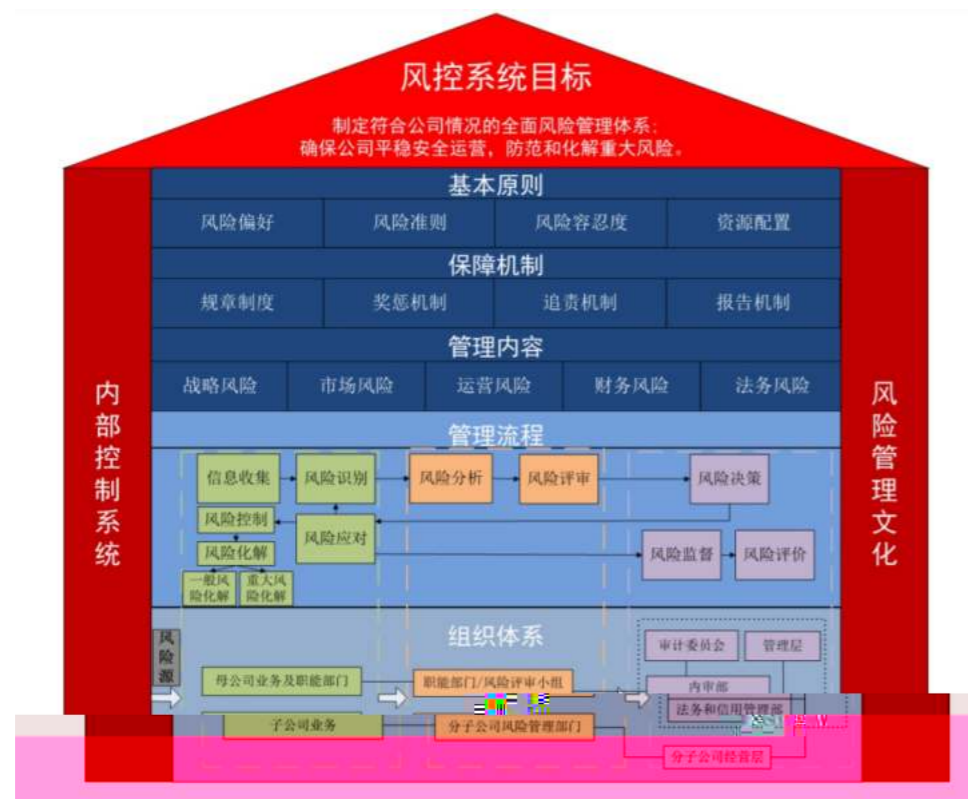 风控系统目标
制定符合公司情况的全面风险管理体系；
确保公司平稳安全运营，防范和化解重大风险。
内部控制系统
风险管理文化
基本原则
风险偏好 风险准则 风险容忍度 资源配置
保障机制
规章制度 奖惩机制 追责机制 报告机制
管理内容
战略风险 市场风险 运营风险 财务风险 法务风险
管理流程
信息收集 风险识别 风险分析 风险评审 风险决策
风险控制
风险应对
风险化解
风险监督 风险评价
一般风险化解
重大风险化解
组织体系
风险源
审计委员会 管理层
母公司业务及职能部门 职能部门/风险评审小组
内审部
法务和信用管理部
子公司业务 分子公司风险管理部门
分子公司经营层